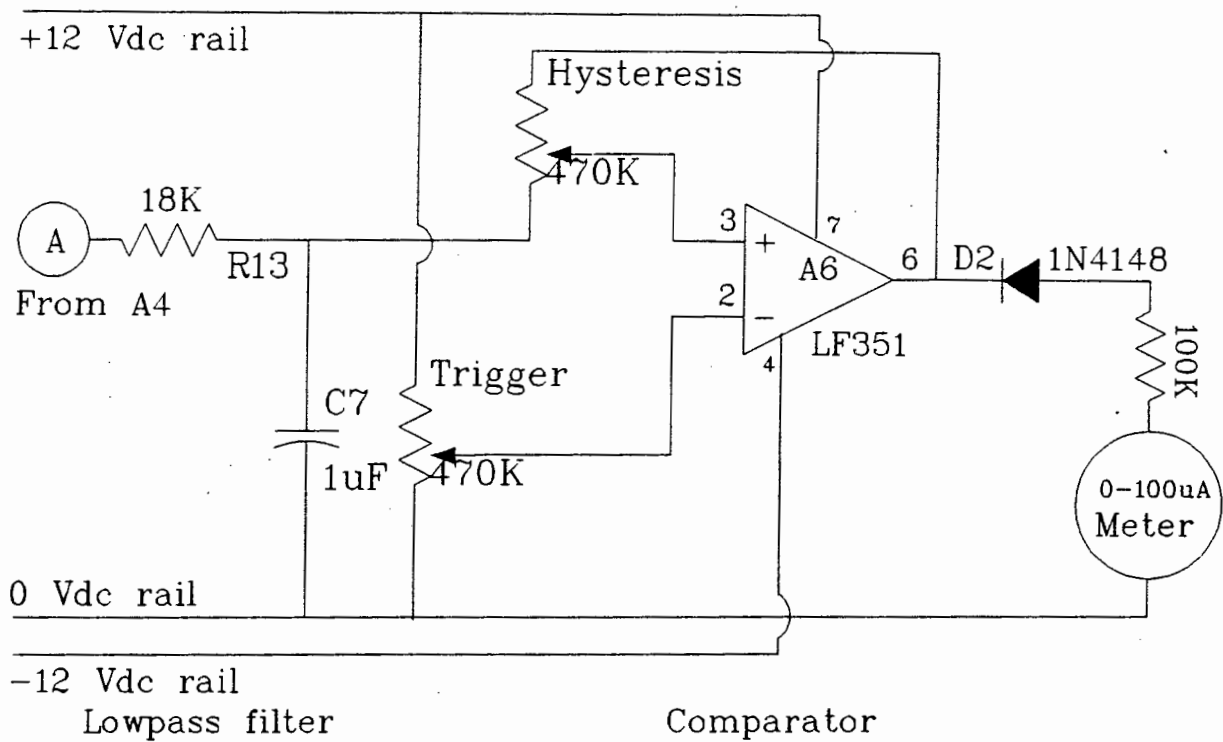 +12 Vdc rail
Hysteresis
470K
18K
A
R13
From A4
3
+
7
A6
6
D2
1N4148
2
−
4
LF351
100K
Trigger
C7
1uF
470K
0-100uA
Meter
0 Vdc rail
-12 Vdc rail
Lowpass filter
Comparator